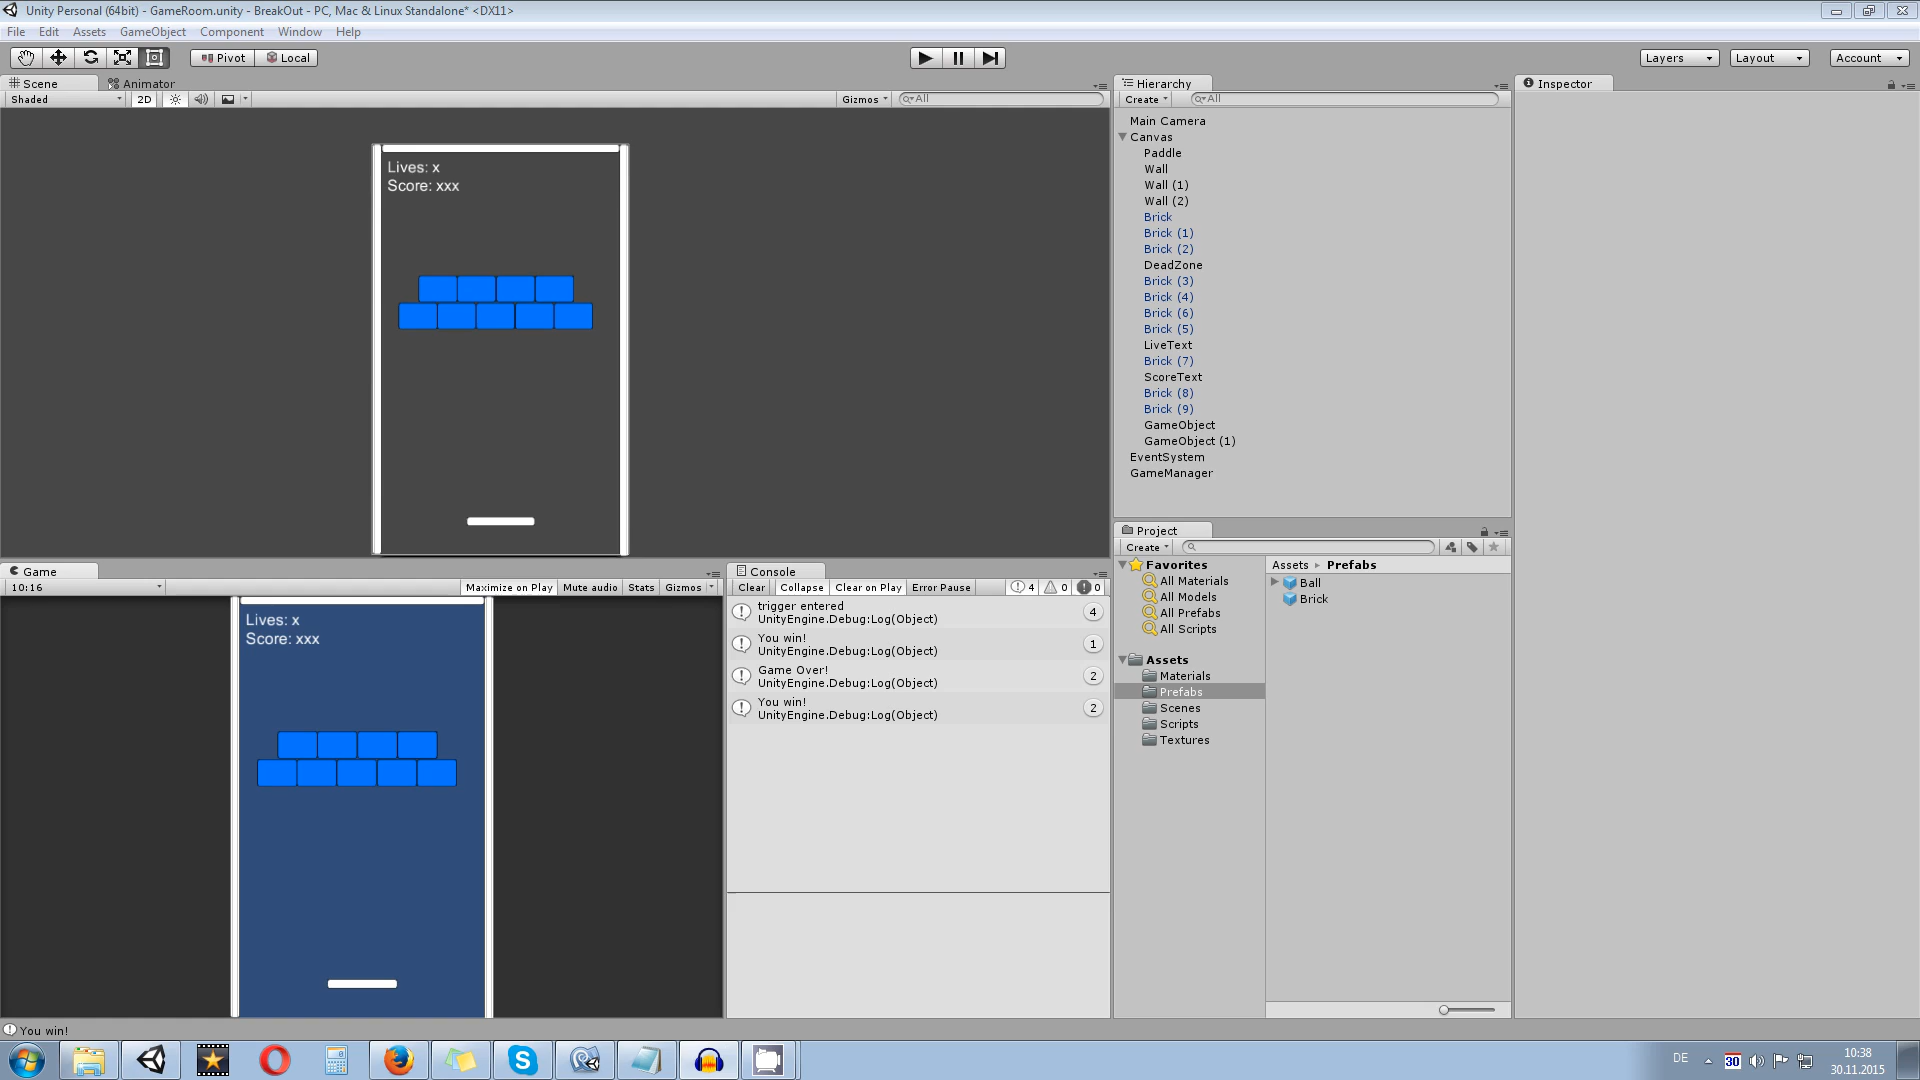 Unity Personal (64bit) - GameRoom.unity - BreakOut - PC, Mac & Linux Standalone* <DX11>
File Edit Assets GameObject Component Window Help
Pivot Local Layers Layout Account
Scene Animator
Shaded 2D Gizmos All
Lives: x
Score: xxx
Hierarchy
Create All
Main Camera
Canvas
Paddle
Wall
Wall (1)
Wall (2)
Brick
Brick (1)
Brick (2)
DeadZone
Brick (3)
Brick (4)
Brick (6)
Brick (5)
LiveText
Brick (7)
ScoreText
Brick (8)
Brick (9)
GameObject
GameObject (1)
EventSystem
GameManager
Inspector
Game
10:16 Maximize on Play Mute audio Stats Gizmos
Lives: x
Score: xxx
Console
Clear Collapse Clear on Play Error Pause 4 0 0
trigger entered
UnityEngine.Debug:Log(Object) 4
You win!
UnityEngine.Debug:Log(Object) 1
Game Over!
UnityEngine.Debug:Log(Object) 2
You win!
UnityEngine.Debug:Log(Object) 2
Project
Create
Favorites
All Materials
All Models
All Prefabs
All Scripts
Assets
Materials
Prefabs
Scenes
Scripts
Textures
Assets Prefabs
Ball
Brick
You win!
DE 30 10:38
30.11.2015